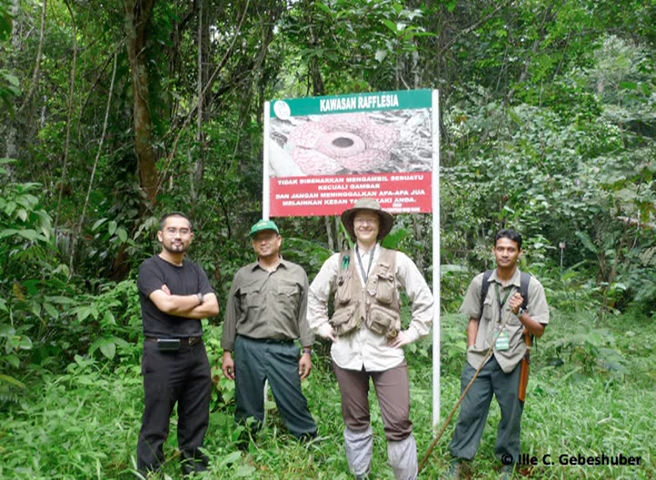 KAWASAN RAFFLESIA
TIDAK DIBENARKAN MENGAMBIL SESUATU
KECUALI GAMBAR
DAN JANGAN MENINGGALKAN APA-APA JUA
MELAINKAN KESAN KAKI ANDA.
© Ille C. Gebeshuber